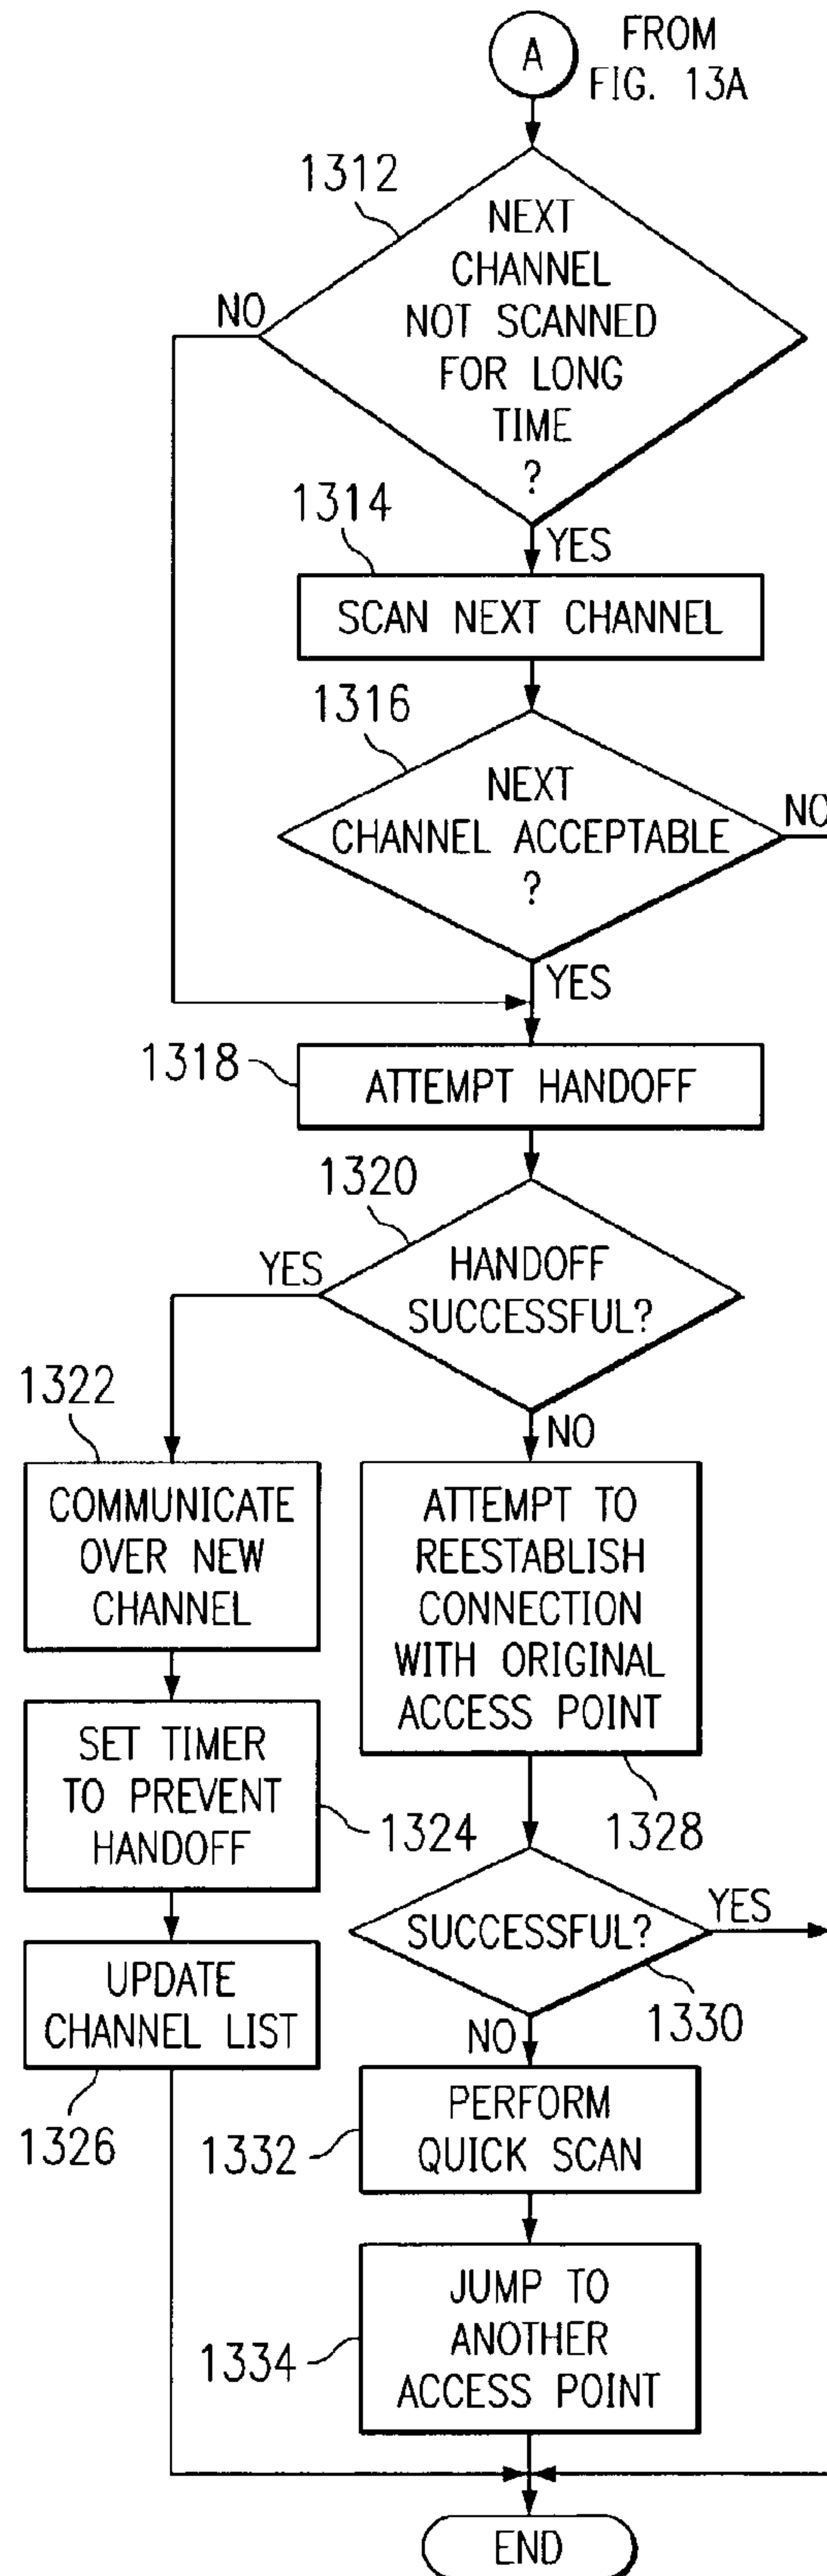 A
FROM
FIG. 13A
1312
NEXT
CHANNEL
NOT SCANNED
FOR LONG
TIME
?
NO
YES
1314
SCAN NEXT CHANNEL
1316
NEXT
CHANNEL ACCEPTABLE
?
NO
YES
1318
ATTEMPT HANDOFF
1320
HANDOFF
SUCCESSFUL?
YES
NO
1322
COMMUNICATE
OVER NEW
CHANNEL
ATTEMPT TO
REESTABLISH
CONNECTION
WITH ORIGINAL
ACCESS POINT
SET TIMER
TO PREVENT
HANDOFF
1324
1328
SUCCESSFUL?
YES
1330
NO
UPDATE
CHANNEL LIST
1326
PERFORM
QUICK SCAN
1332
JUMP TO
ANOTHER
ACCESS POINT
1334
END